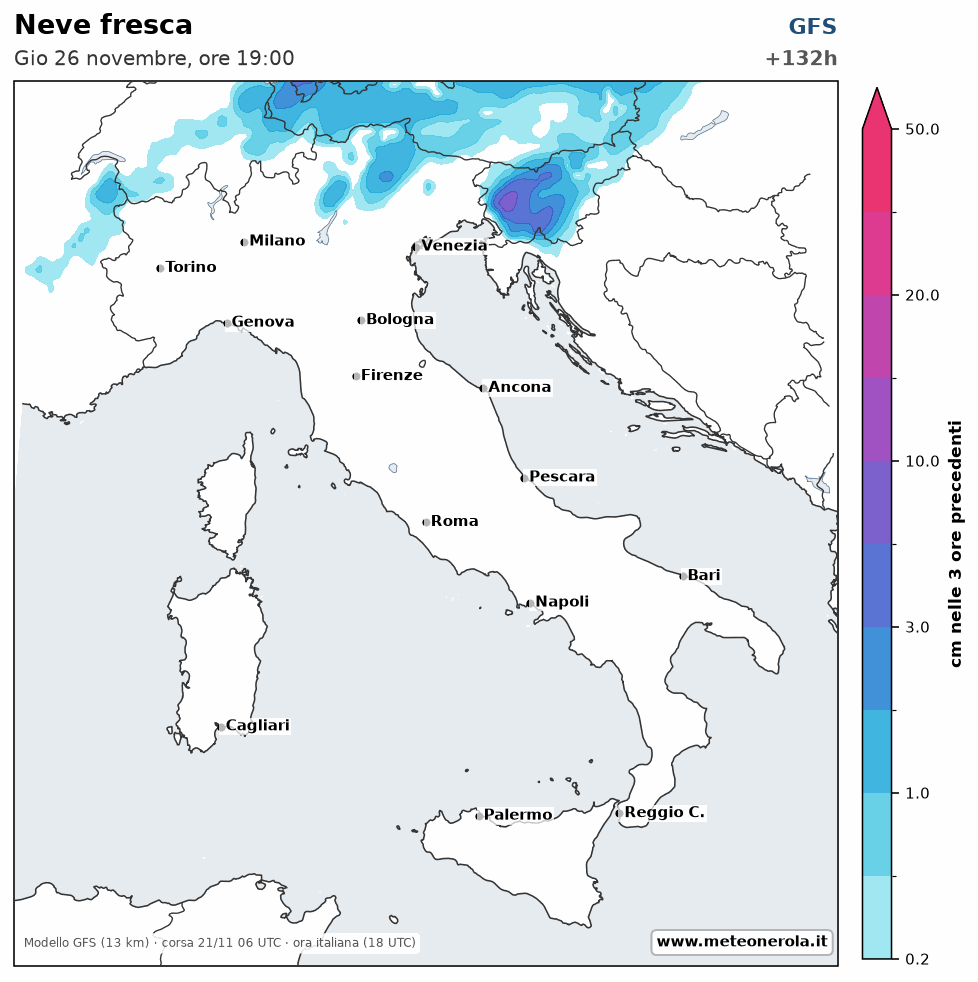 Neve fresca
GFS
Gio 26 novembre, ore 19:00
+132h
50.0
20.0
10.0
3.0
1.0
0.2
cm nelle 3 ore precedenti
Milano
Venezia
Torino
Genova
Bologna
Firenze
Ancona
Pescara
Roma
Bari
Napoli
Cagliari
Palermo
Reggio C.
Modello GFS (13 km) · corsa 21/11 06 UTC · ora italiana (18 UTC)
www.meteonerola.it